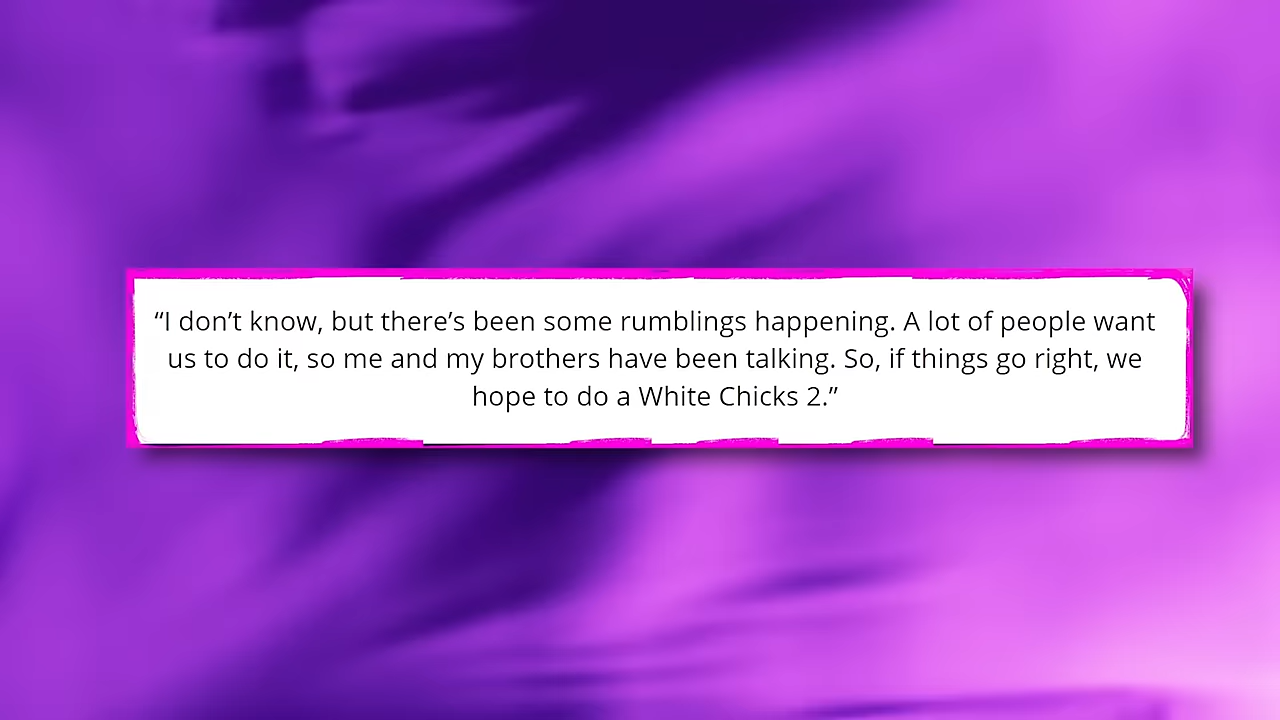 “I don’t know, but there’s been some rumblings happening. A lot of people want
us to do it, so me and my brothers have been talking. So, if things go right, we
hope to do a White Chicks 2.”